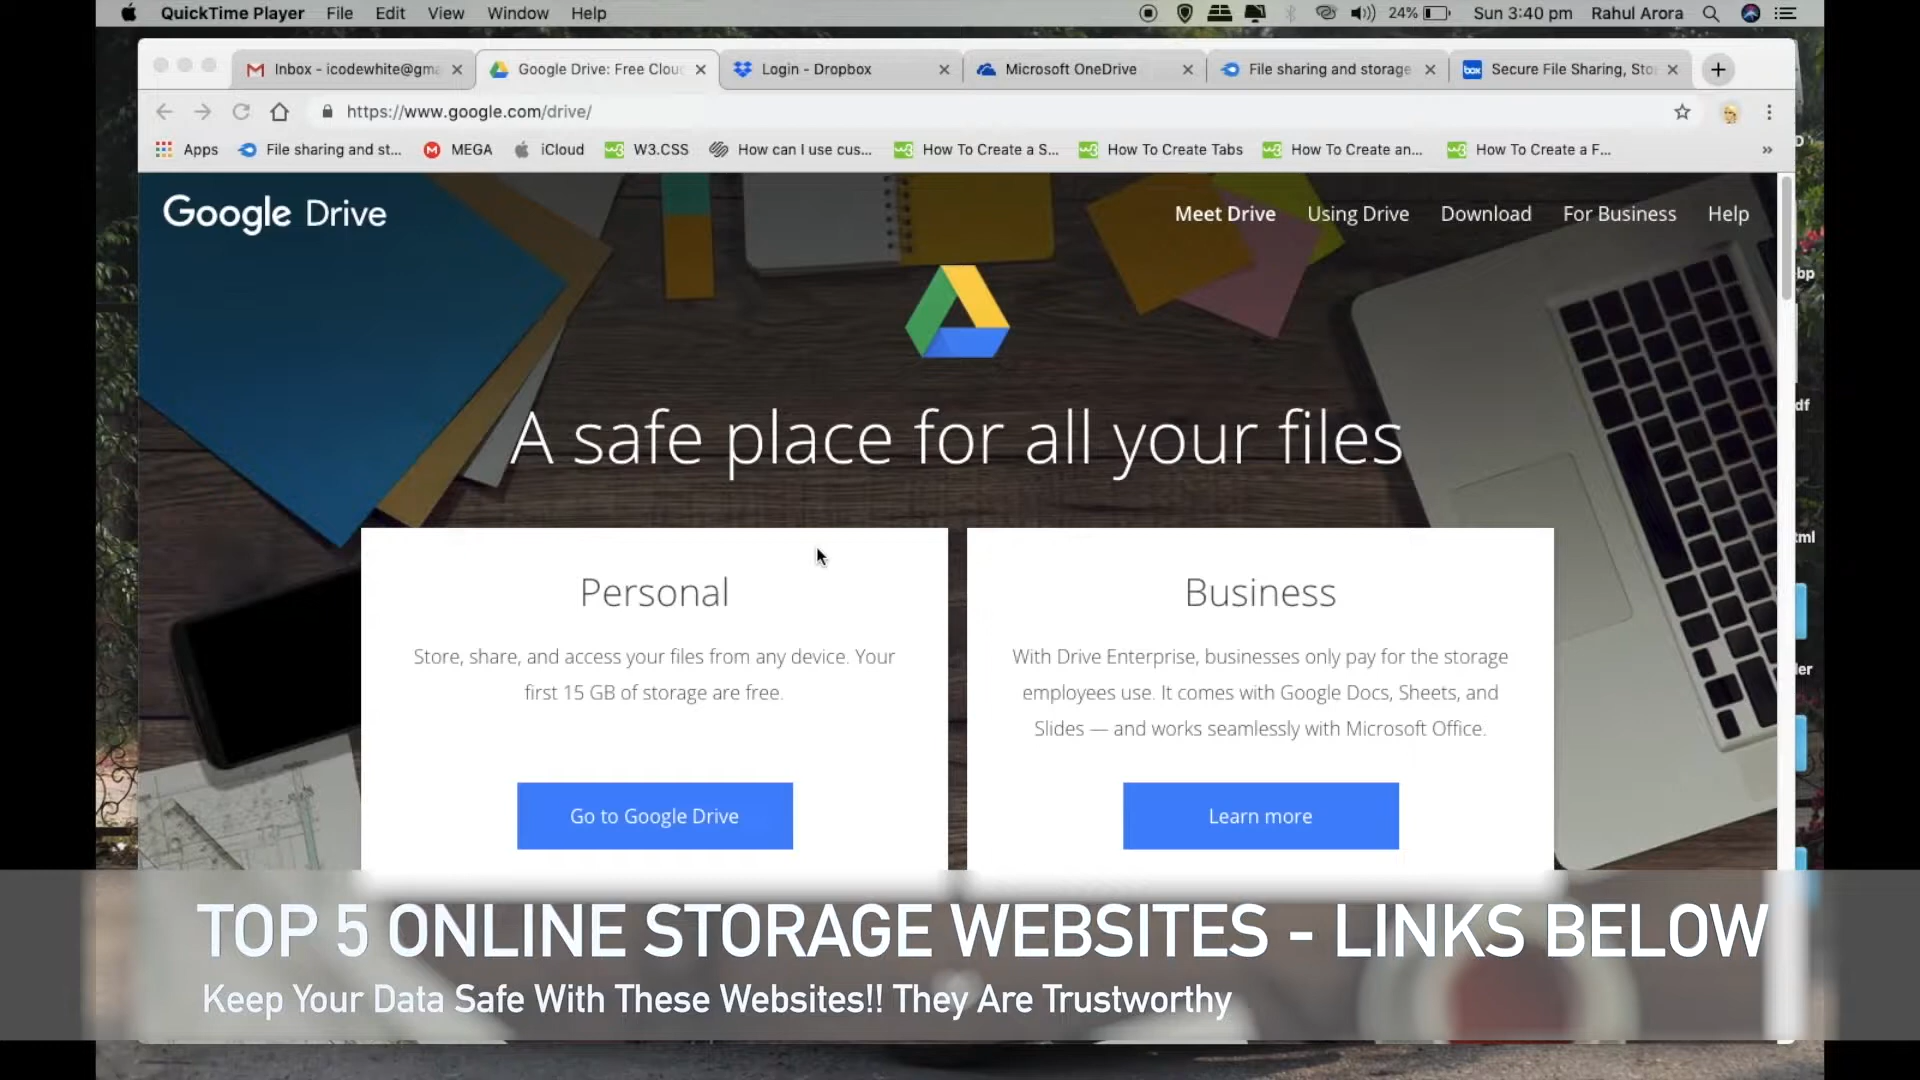 QuickTime Player File Edit View Window Help 24% Sun 3:40 pm Rahul Arora
Inbox - icodewhite@gma Google Drive: Free Clou Login - Dropbox Microsoft OneDrive File sharing and storage Secure File Sharing, Sto
https://www.google.com/drive/
Apps File sharing and st... MEGA iCloud W3.CSS How can I use cus... How To Create a S... How To Create Tabs How To Create an... How To Create a F... »
Google Drive Meet Drive Using Drive Download For Business Help
bp
df
A safe place for all your files
tml
Personal
Store, share, and access your files from any device. Your
first 15 GB of storage are free.
Go to Google Drive
Business
With Drive Enterprise, businesses only pay for the storage
employees use. It comes with Google Docs, Sheets, and
Slides — and works seamlessly with Microsoft Office.
Learn more
ler
TOP 5 ONLINE STORAGE WEBSITES - LINKS BELOW
Keep Your Data Safe With These Websites!! They Are Trustworthy